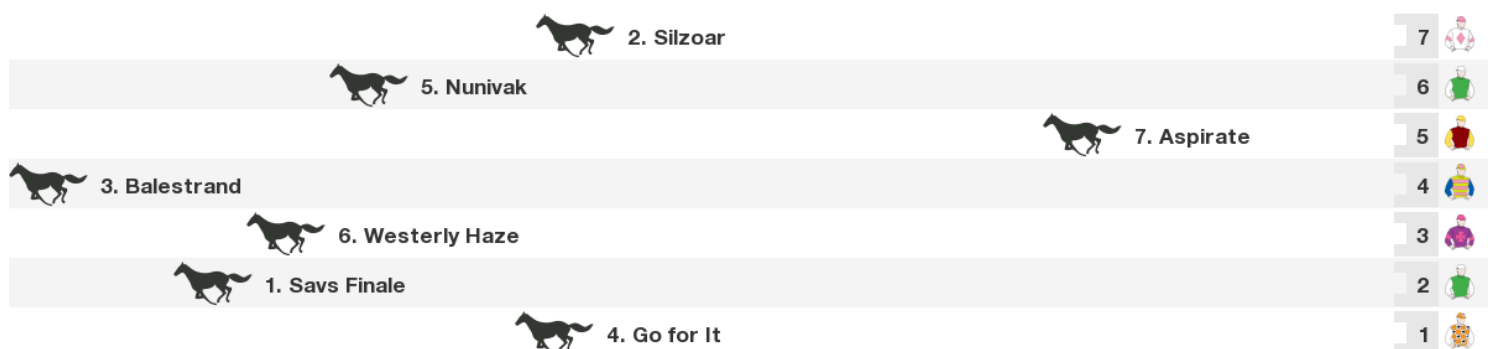 2. Silzoar 7
5. Nunivak 6
7. Aspirate 5
3. Balestrand 4
6. Westerly Haze 3
1. Savs Finale 2
4. Go for It 1